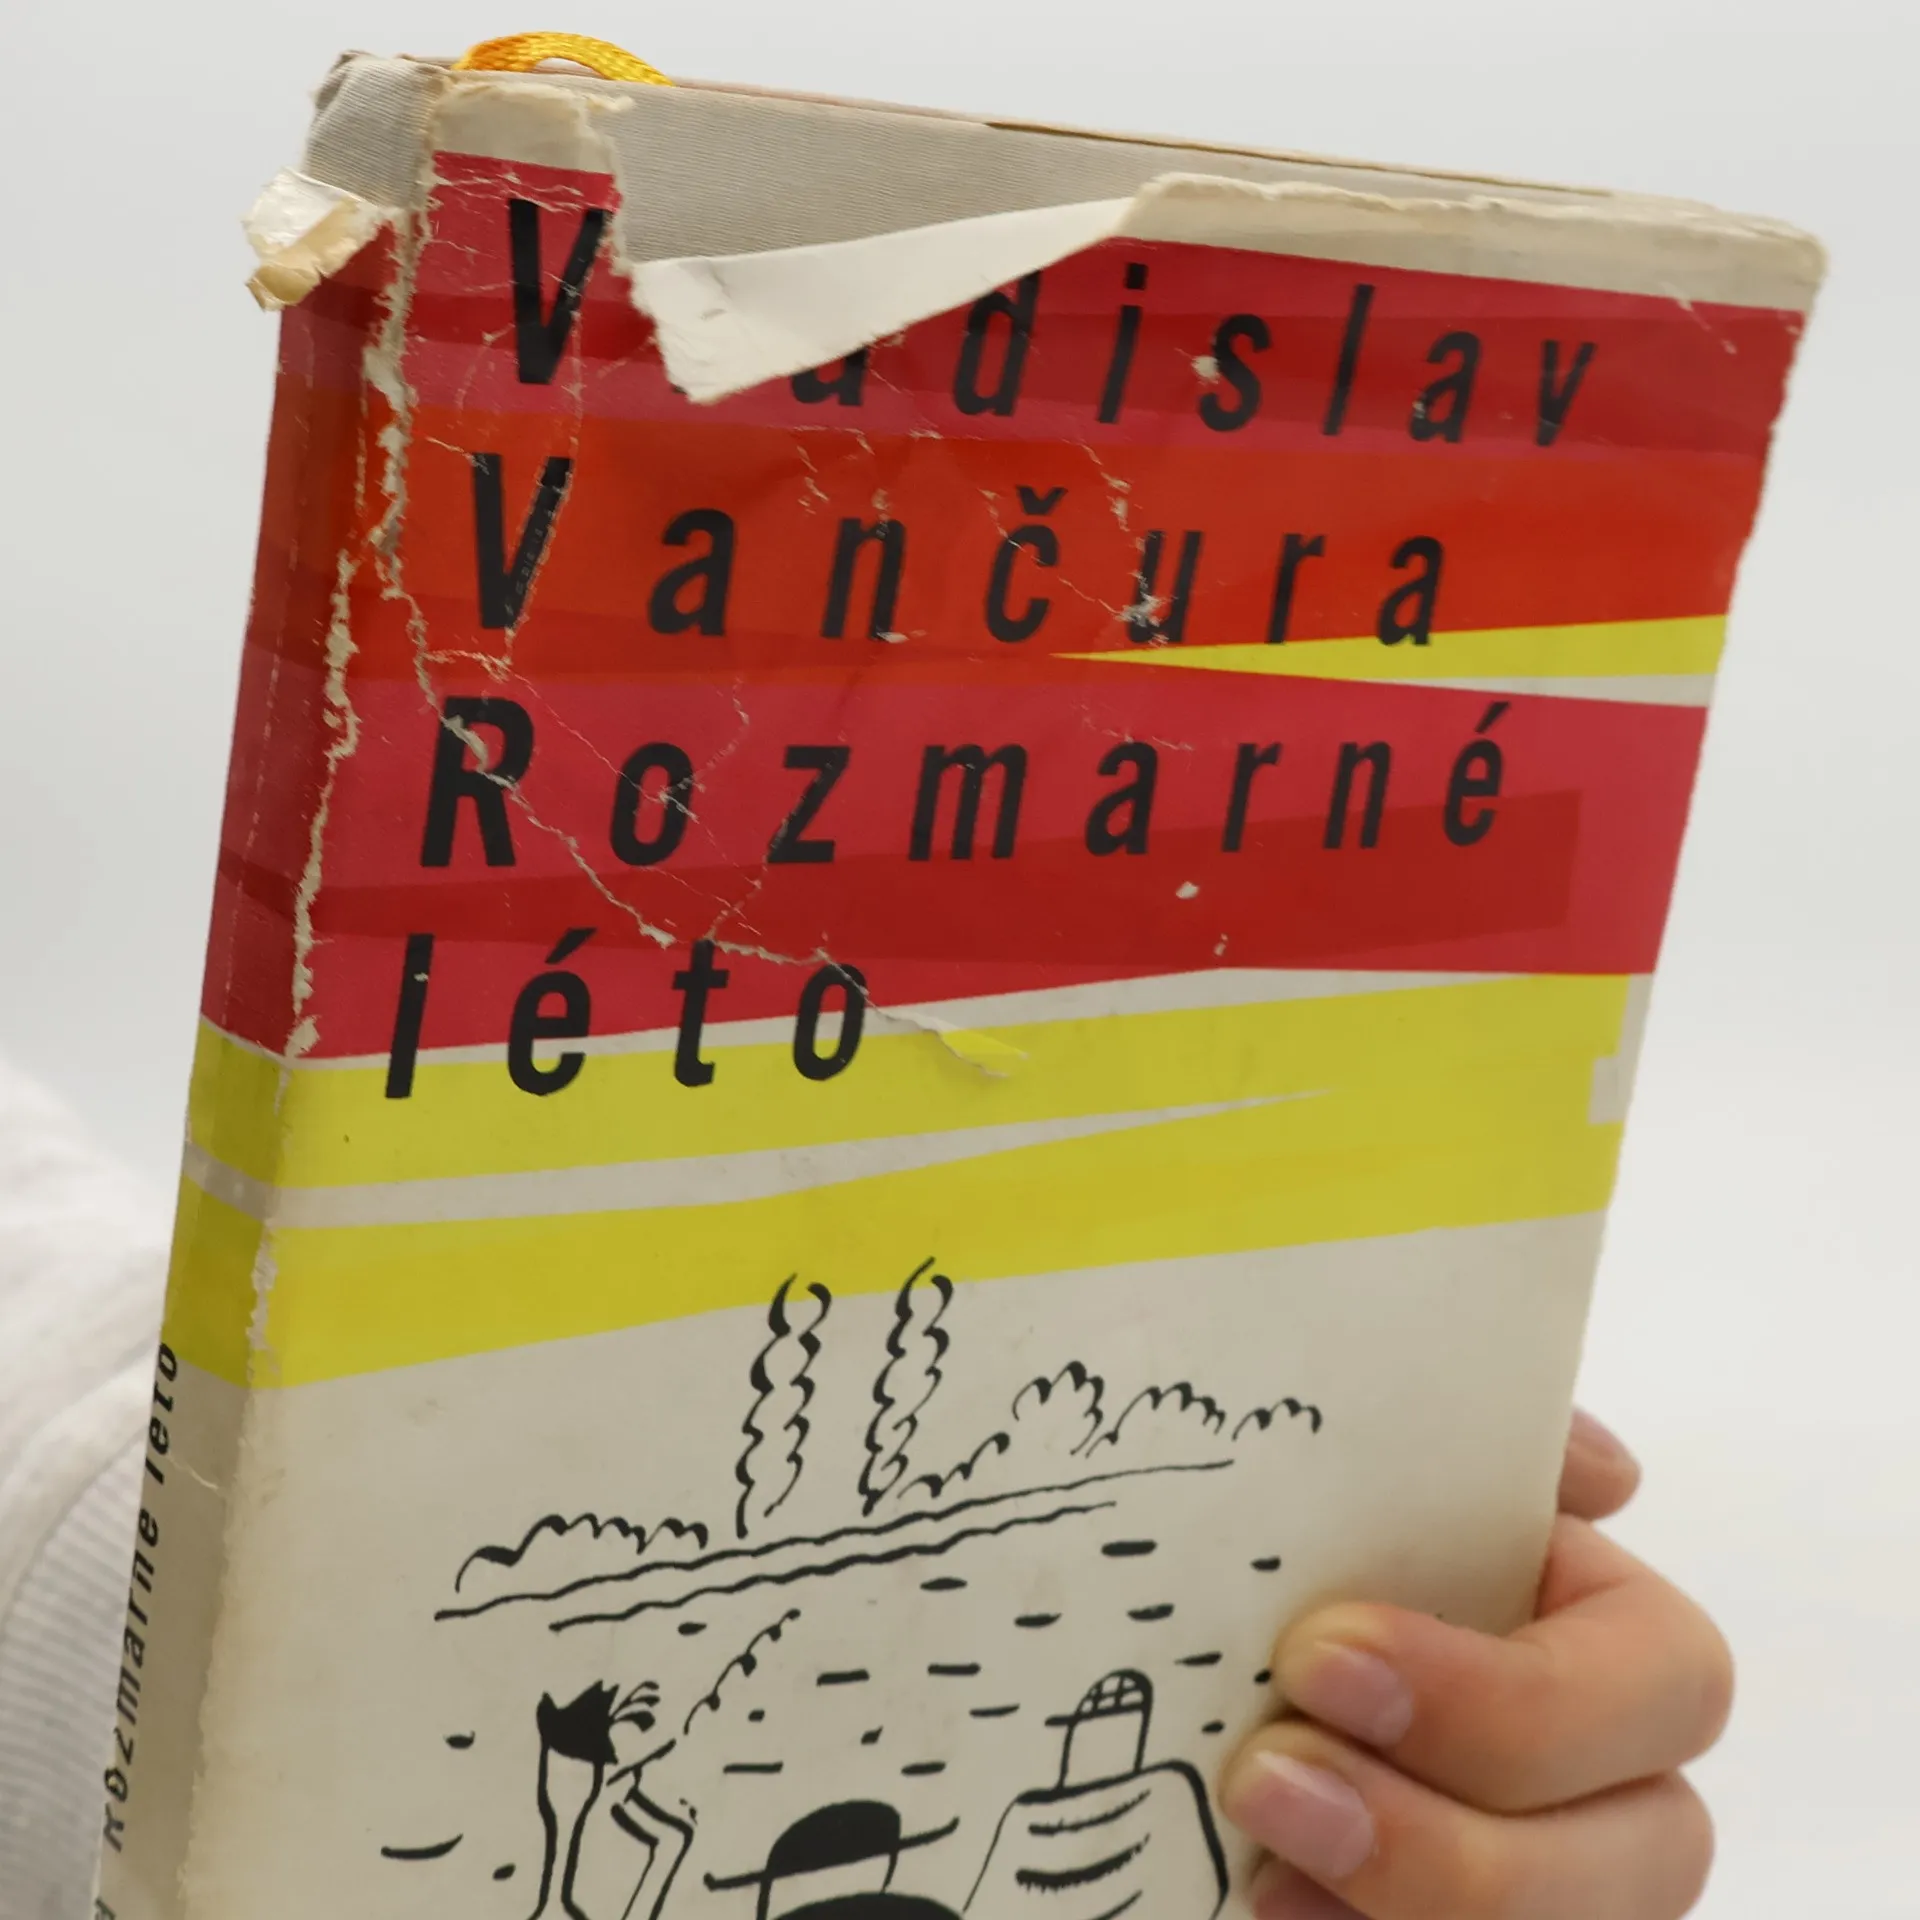 Vladislav
Vančura
Rozmarné
léto
Rozmarné léto